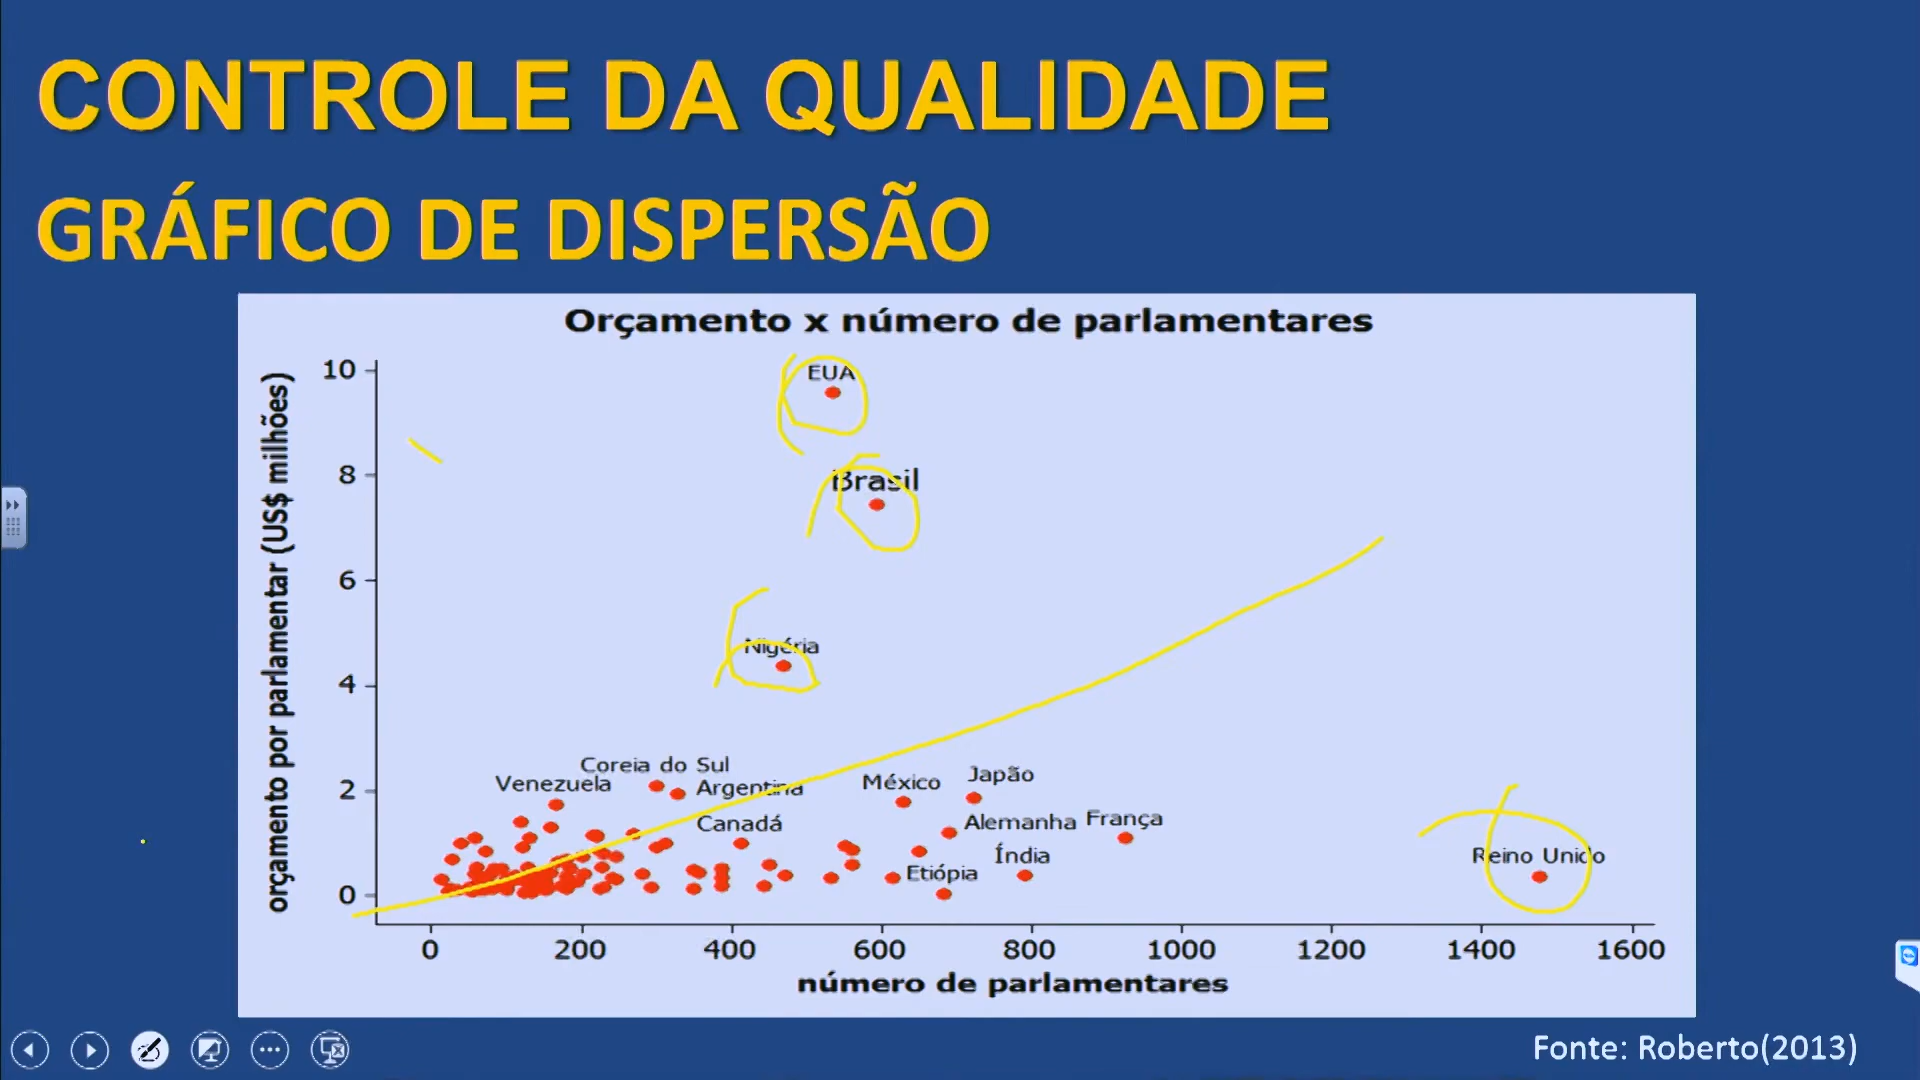 CONTROLE DA QUALIDADE
GRÁFICO DE DISPERSÃO
Orçamento x número de parlamentares
orçamento por parlamentar (US$ milhões)
10
8
6
4
2
0
EUA
Brasil
Nigéria
Coreia do Sul
Venezuela
Argentina
México
Japão
Canadá
Alemanha
França
Índia
Reino Unido
Etiópia
0 200 400 600 800 1000 1200 1400 1600
número de parlamentares
Fonte: Roberto(2013)